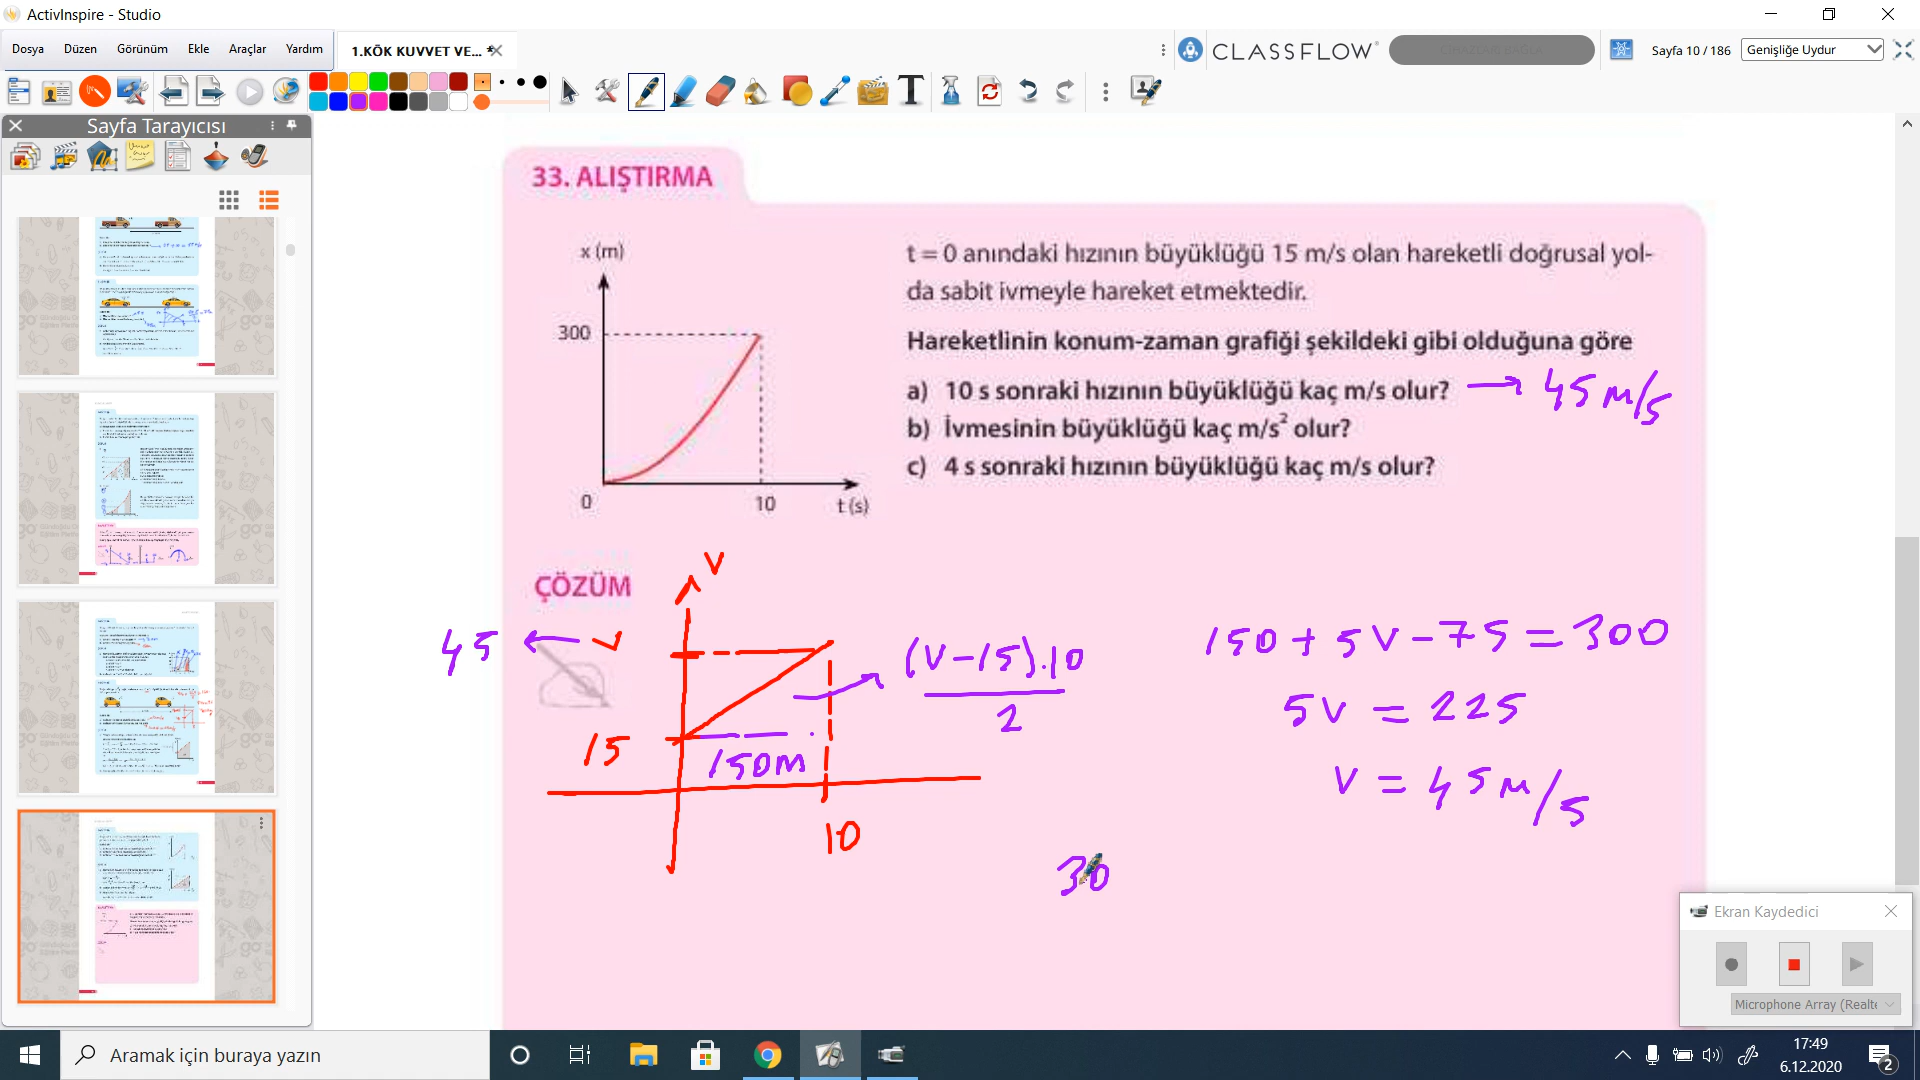 ActivInspire - Studio
Dosya Düzen Görünüm Ekle Araçlar Yardım
1.KÖK KUVVET VE... *
CLASSFLOW
Sayfa 10 / 186
Genişliğe Uydur
Sayfa Tarayıcısı
33. ALIŞTIRMA
x (m)
300
0
10
t (s)
t = 0 anındaki hızının büyüklüğü 15 m/s olan hareketli doğrusal yol-
da sabit ivmeyle hareket etmektedir.
Hareketlinin konum-zaman grafiği şekildeki gibi olduğuna göre
a) 10 s sonraki hızının büyüklüğü kaç m/s olur? → 45 m/s
b) İvmesinin büyüklüğü kaç m/s² olur?
c) 4 s sonraki hızının büyüklüğü kaç m/s olur?
ÇÖZÜM
V
45 ← V
15
150m
10
(V-15).10
2
150 + 5V - 75 = 300
5V = 225
V = 45 m/s
30
Ekran Kaydedici
Microphone Array (Realte
Aramak için buraya yazın
17:49
6.12.2020
2